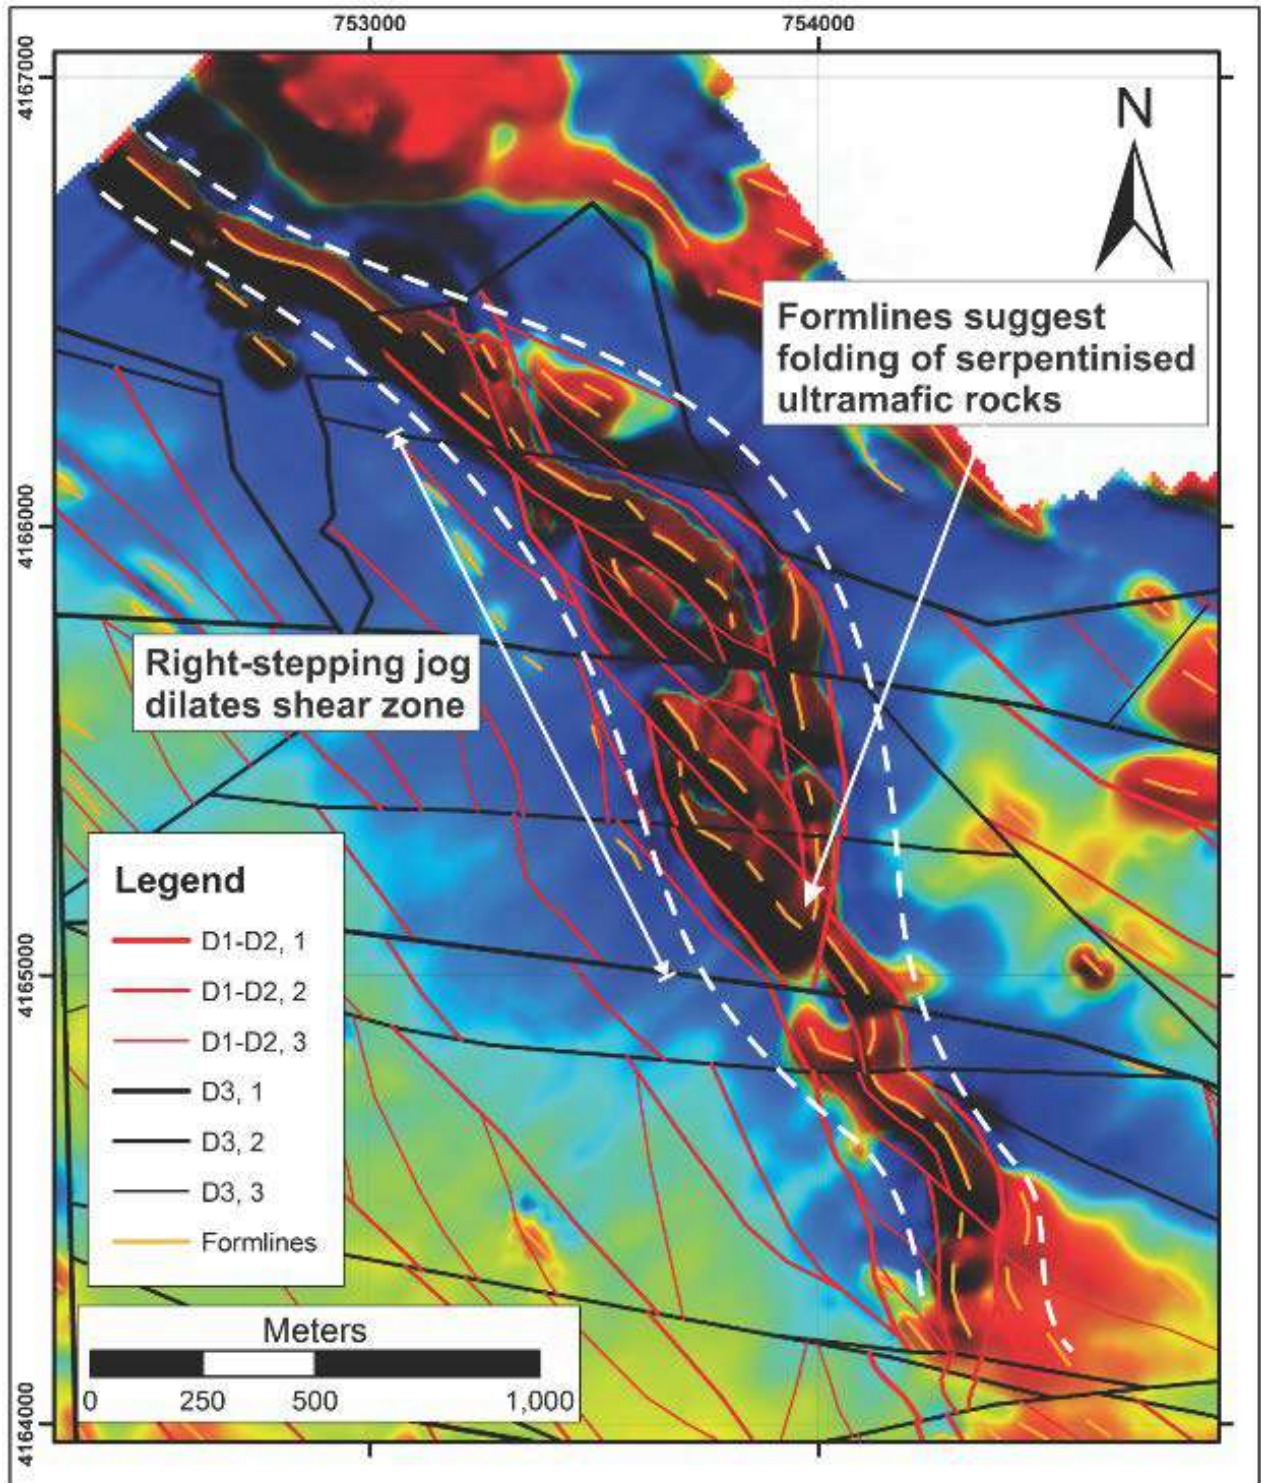 753000
754000
4167000
N
Formlines suggest
folding of serpentinised
ultramafic rocks
4166000
Right-stepping jog
dilates shear zone
Legend
D1-D2, 1
D1-D2, 2
D1-D2, 3
D3, 1
D3, 2
D3, 3
Formlines
4165000
Meters
0 250 500 1,000
4164000